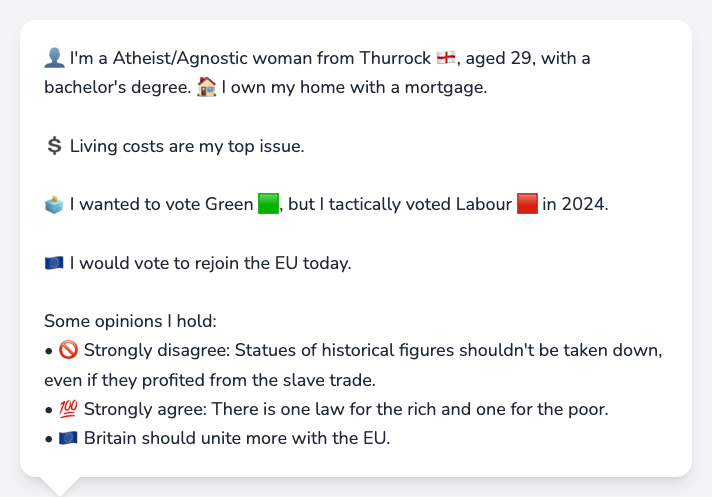 👤 I'm a Atheist/Agnostic woman from Thurrock 🏴󠁧󠁢󠁥󠁮󠁧󠁿, aged 29, with a
bachelor's degree. 🏠 I own my home with a mortgage.
💲 Living costs are my top issue.
🗳️ I wanted to vote Green 🟩, but I tactically voted Labour 🟥 in 2024.
🇪🇺 I would vote to rejoin the EU today.
Some opinions I hold:
• 🚫 Strongly disagree: Statues of historical figures shouldn't be taken down,
even if they profited from the slave trade.
• 💯 Strongly agree: There is one law for the rich and one for the poor.
• 🇪🇺 Britain should unite more with the EU.